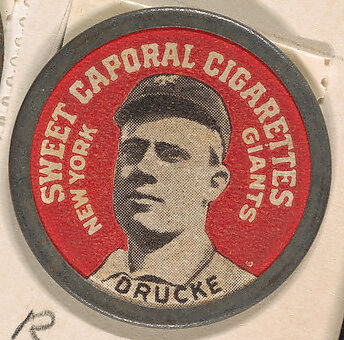 SWEET CAPORAL CIGARETTES
NEW YORK
GIANTS
DRUCKE
R